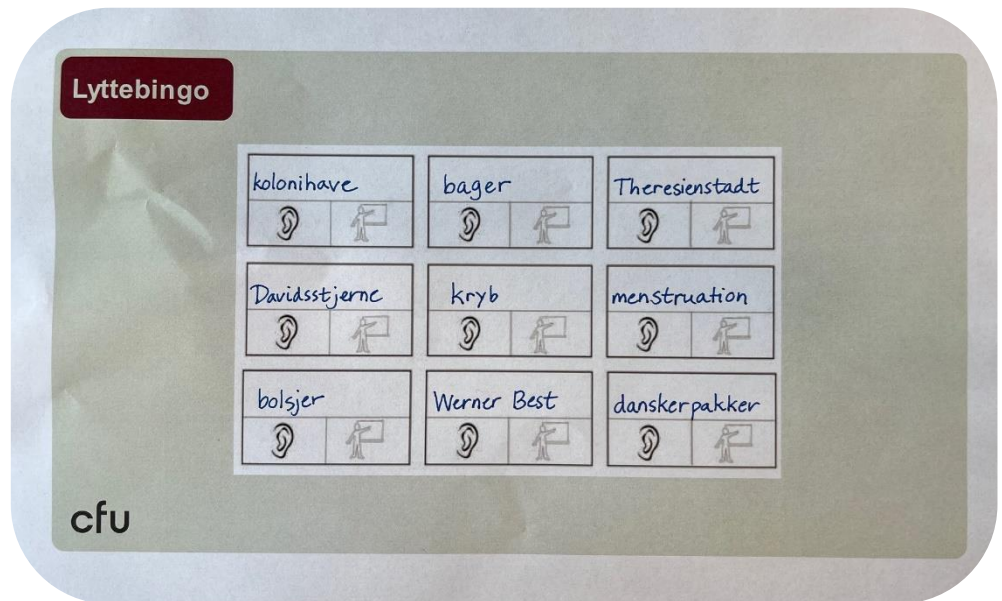 Lyttebingo
kolonihave bager Theresienstadt
Davidsstjerne kryb menstruation
bolsjer Werner Best danskerpakker
cfu